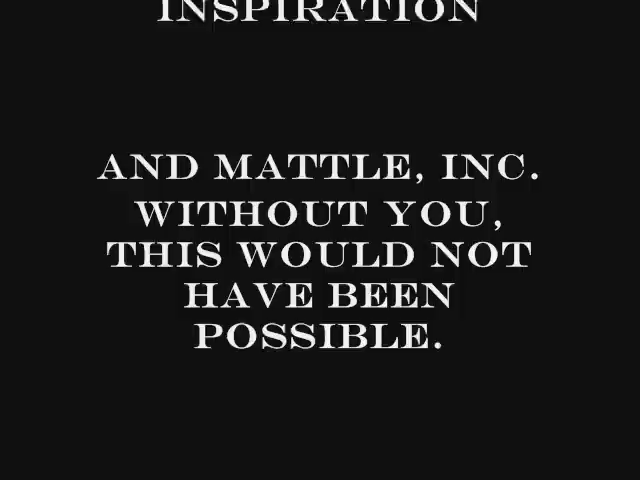 INSPIRATION
AND MATTLE, INC.
WITHOUT YOU,
THIS WOULD NOT
HAVE BEEN
POSSIBLE.